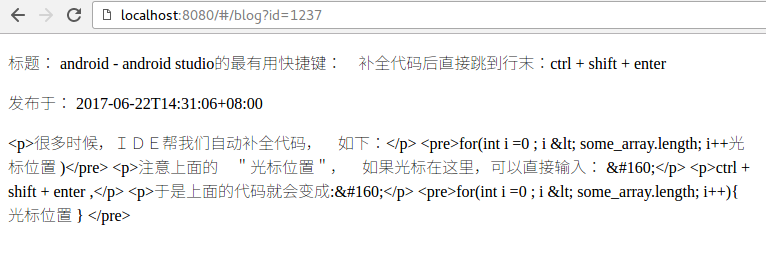 localhost:8080/#/blog?id=1237
标题： android - android studio的最有用快捷键： 补全代码后直接跳到行末：ctrl + shift + enter
发布于： 2017-06-22T14:31:06+08:00
<p>很多时候，ＩＤＥ帮我们自动补全代码， 如下：</p> <pre>for(int i =0 ; i &lt; some_array.length; i++光
标位置 )</pre> <p>注意上面的 ＂光标位置＂， 如果光标在这里，可以直接输入： &#160;</p> <p>ctrl +
shift + enter ,</p> <p>于是上面的代码就会变成:&#160;</p> <pre>for(int i =0 ; i &lt; some_array.length; i++){
光标位置 } </pre>